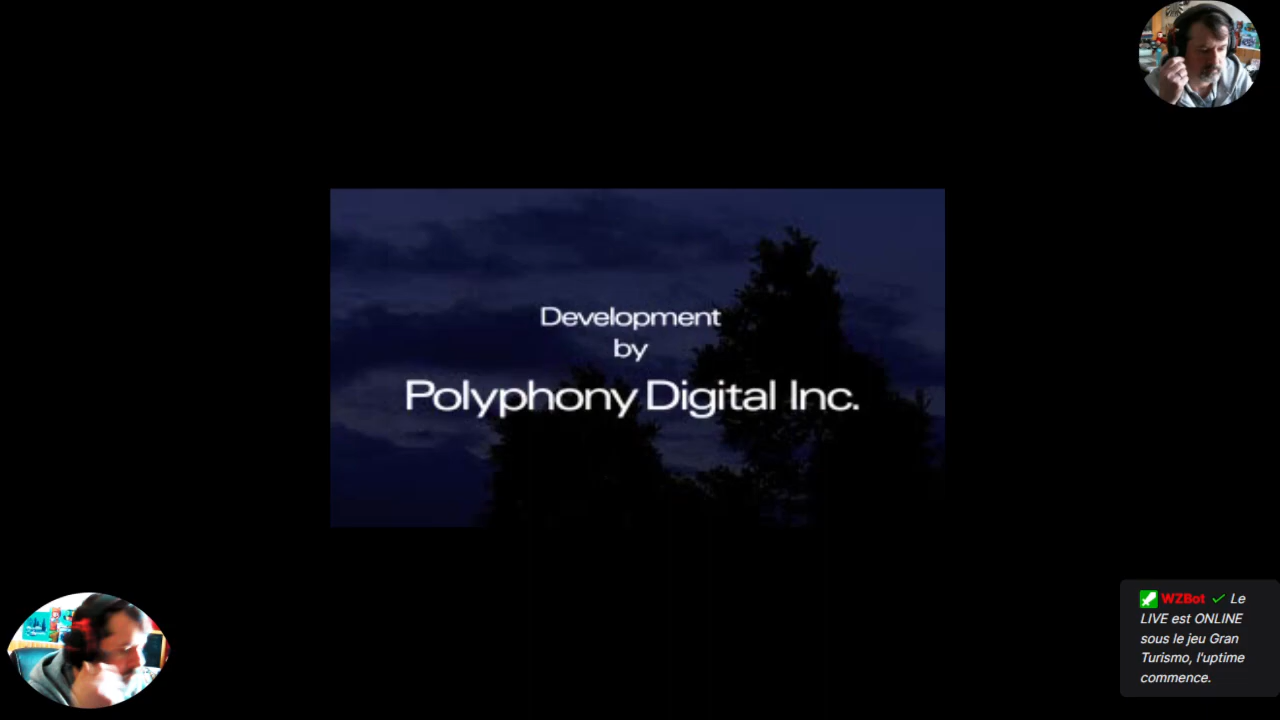 Development
by
Polyphony Digital Inc.
WZBot ✓ Le
LIVE est ONLINE
sous le jeu Gran
Turismo, l'uptime
commence.